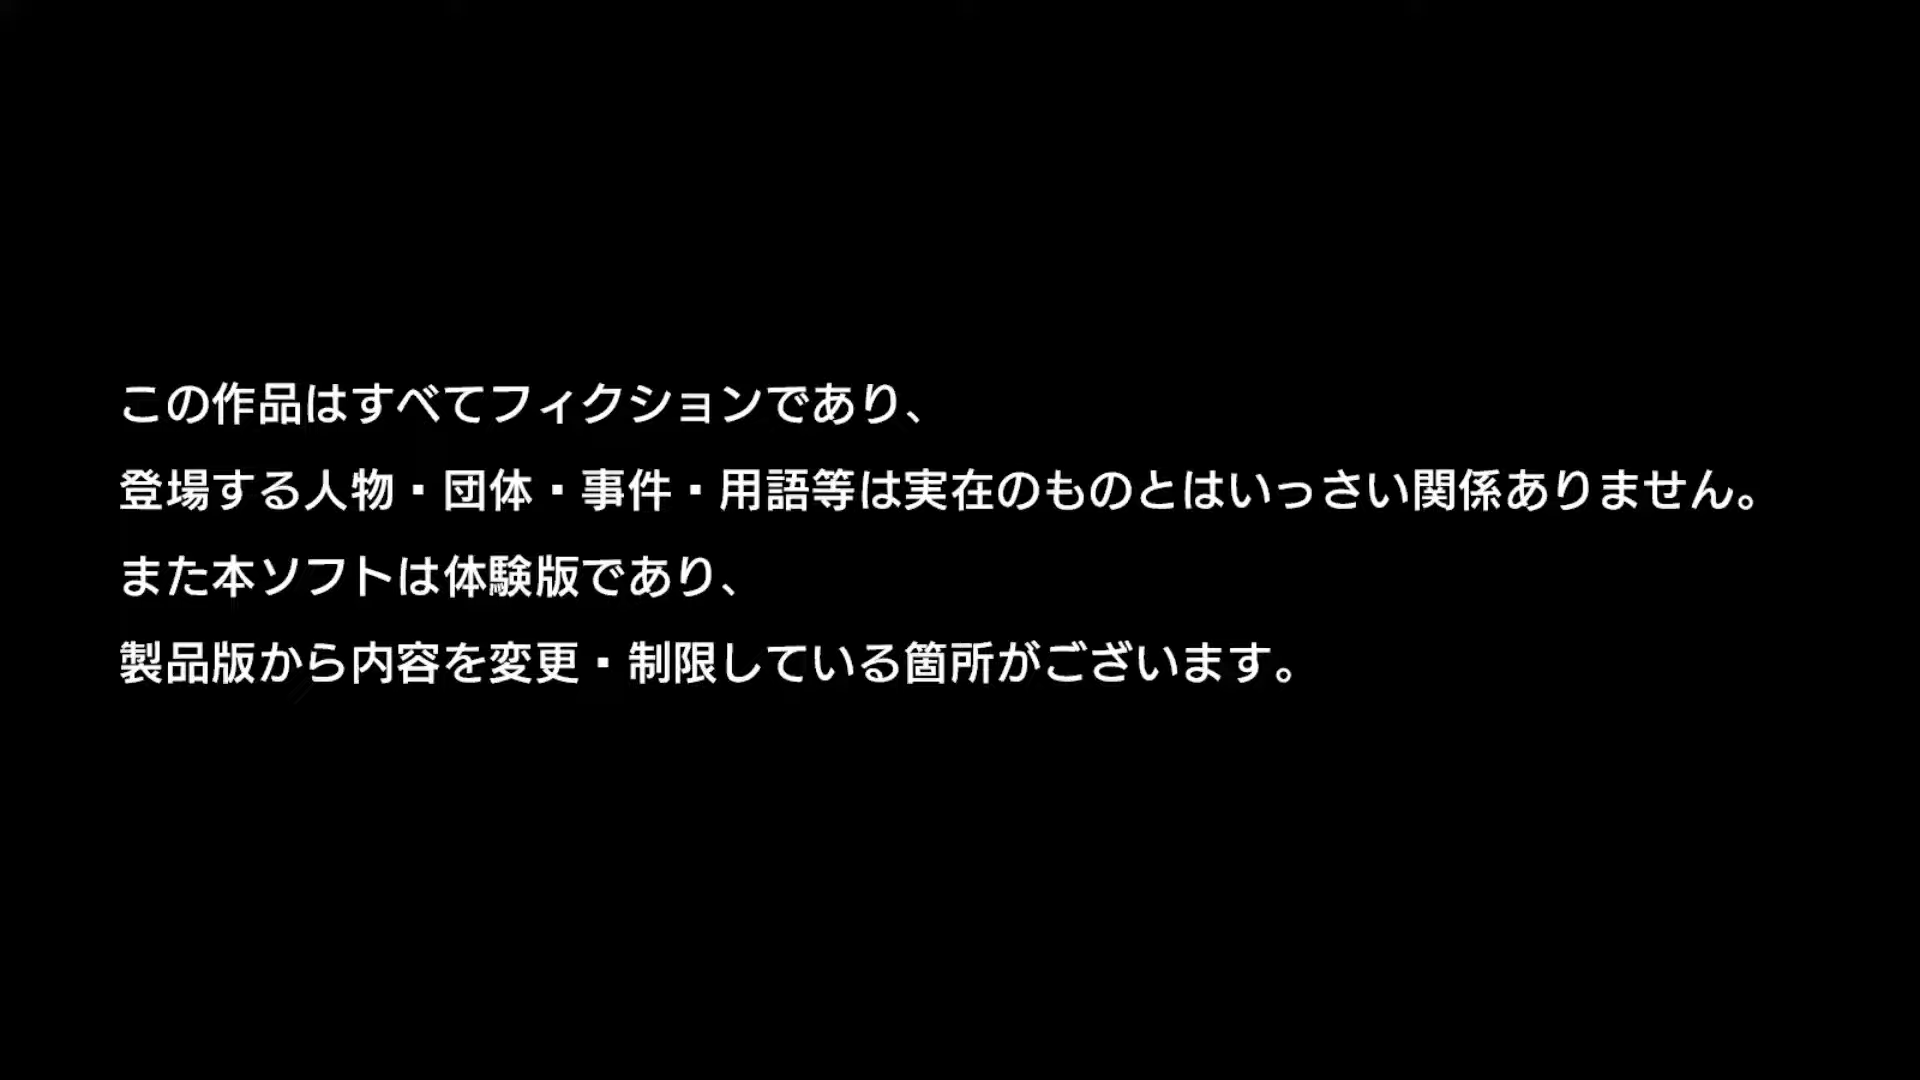 この作品はすべてフィクションであり、
登場する人物・団体・事件・用語等は実在のものとはいっさい関係ありません。
また本ソフトは体験版であり、
製品版から内容を変更・制限している箇所がございます。